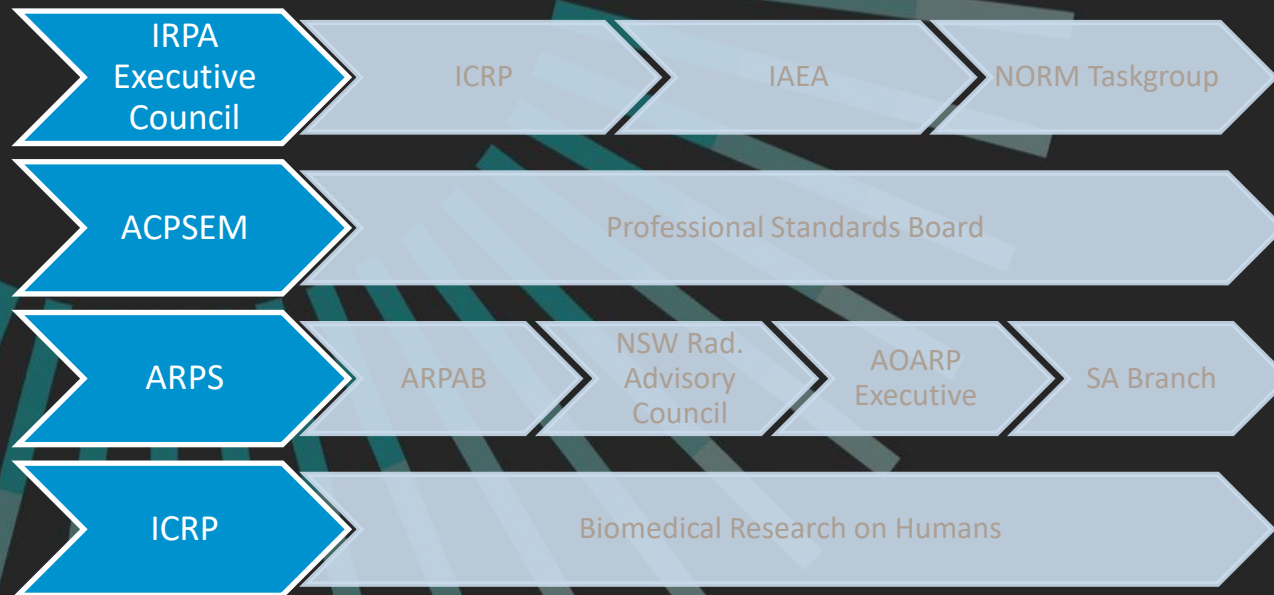 IRPA
Executive
Council
ICRP
IAEA
NORM Taskgroup
ACPSEM
Professional Standards Board
ARPS
ARPAB
NSW Rad.
Advisory
Council
AOARP
Executive
SA Branch
ICRP
Biomedical Research on Humans